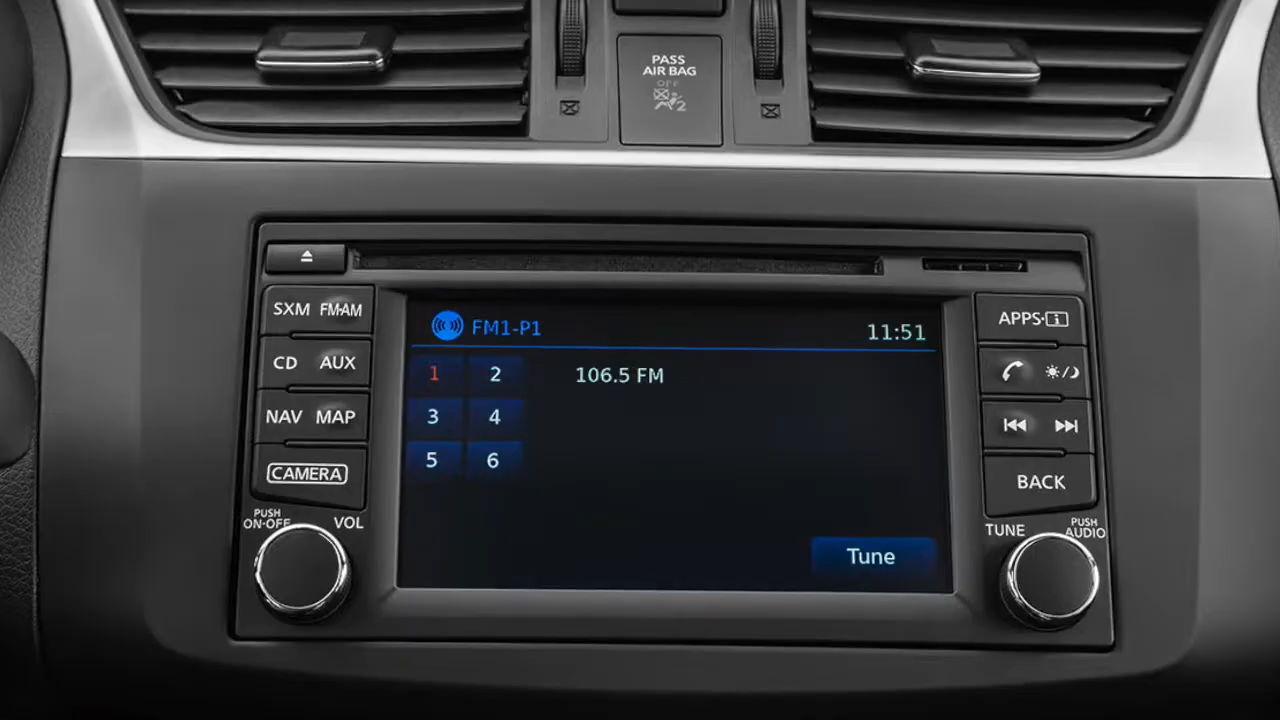 PASS
AIR BAG
OFF
2
SXM FM·AM
CD AUX
NAV MAP
CAMERA
PUSH
ON·OFF
VOL
FM1-P1 11:51
1 2 106.5 FM
3 4
5 6
Tune
APPS·i
BACK
TUNE
PUSH
AUDIO